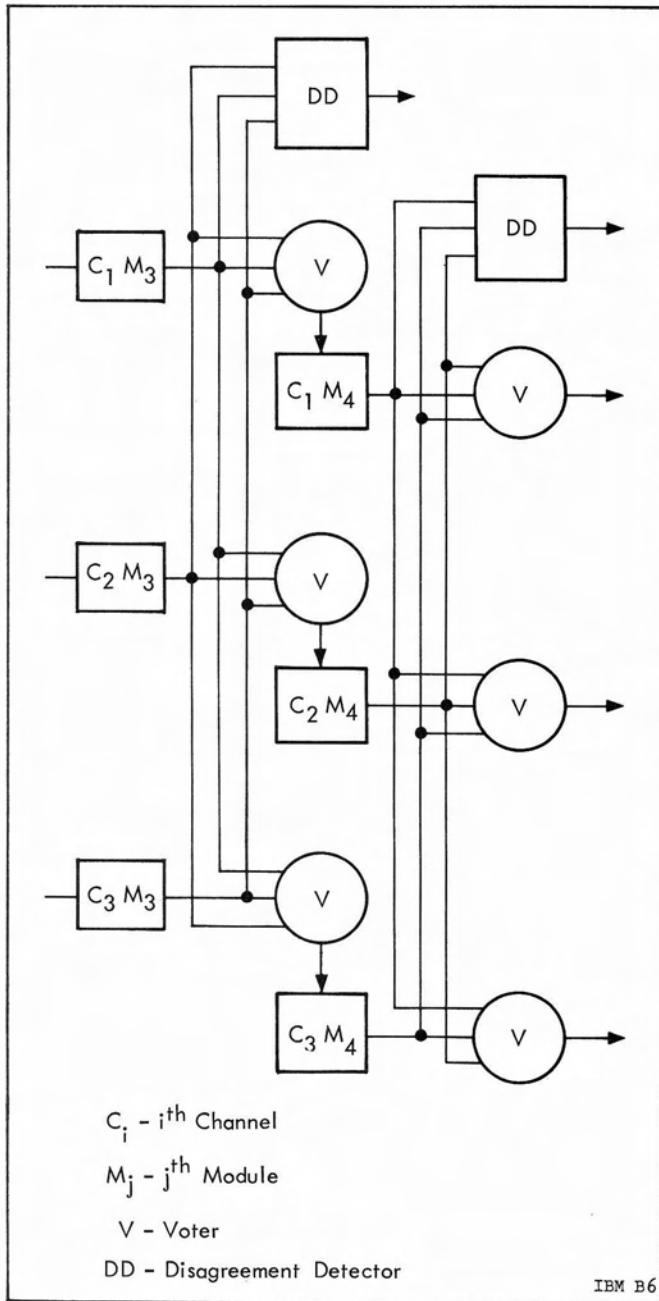 DD
DD
C₁ M₃
V
C₁ M₄
V
C₂ M₃
V
C₂ M₄
V
C₃ M₃
V
C₃ M₄
V
Cᵢ - iᵗʰ Channel
Mⱼ - jᵗʰ Module
V - Voter
DD - Disagreement Detector
IBM B6